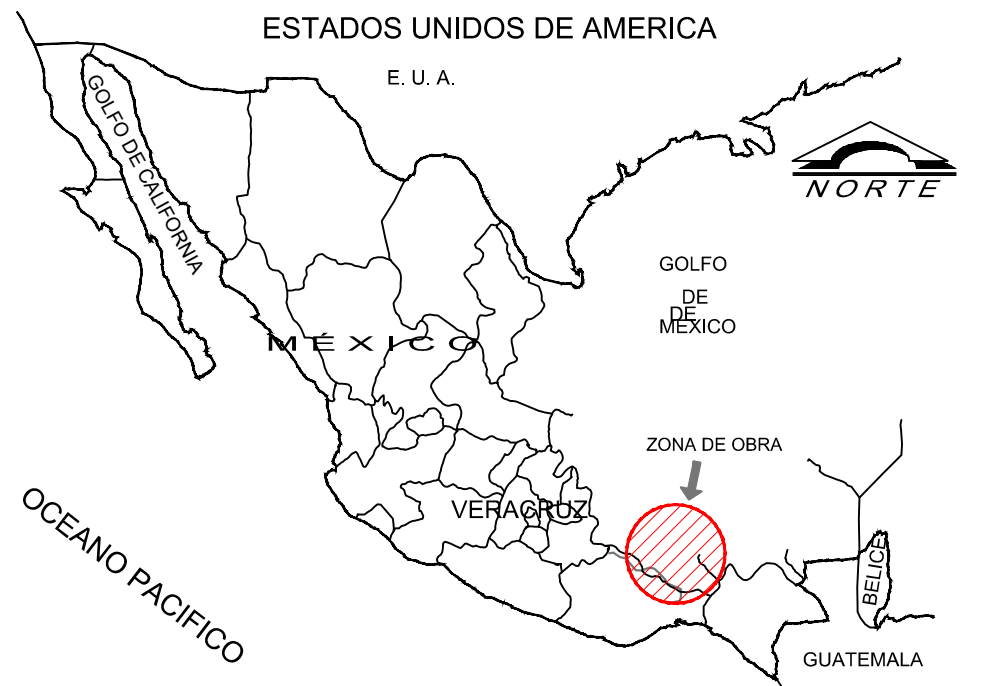 ESTADOS UNIDOS DE AMERICA
E. U. A.
GOLFO DE CALIFORNIA
NORTE
GOLFO
DE
DE
MEXICO
MÉXICO
ZONA DE OBRA
VERACRUZ
OCEANO PACIFICO
BELICE
GUATEMALA